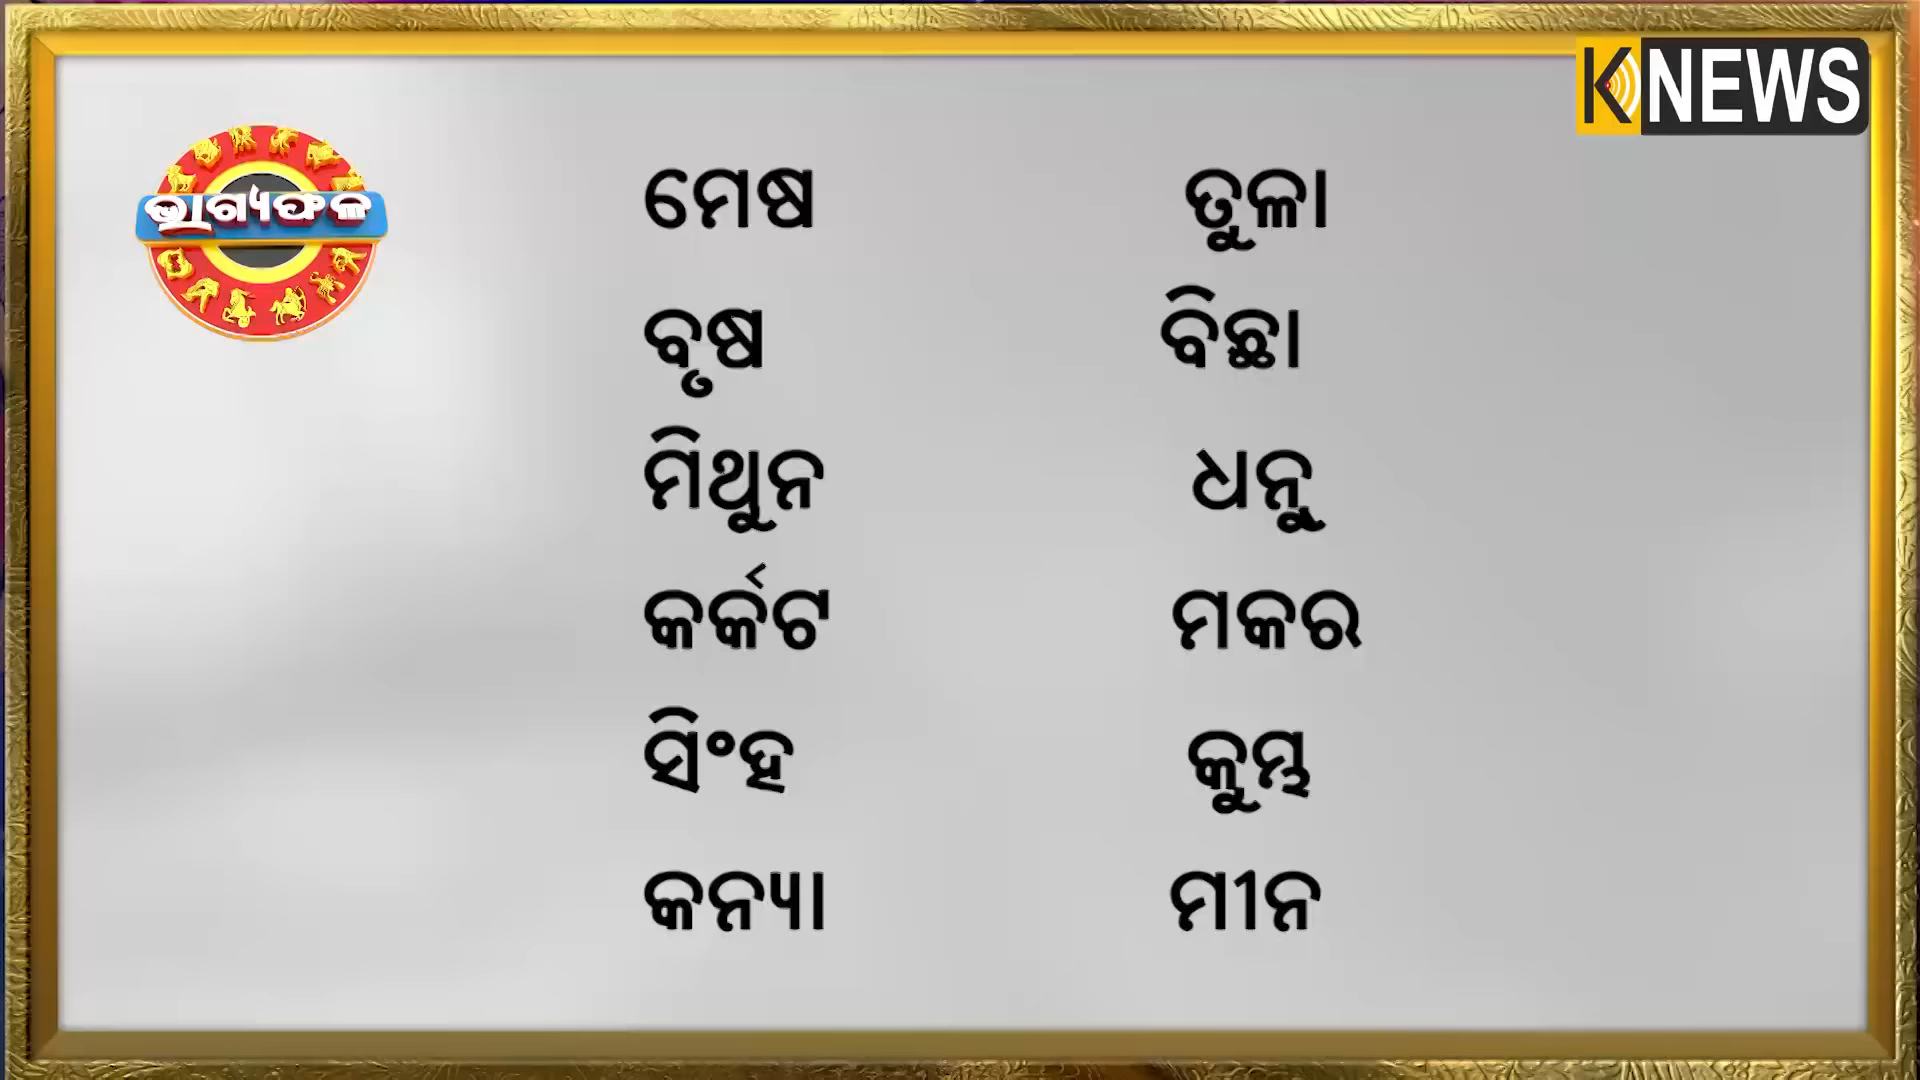 KNEWS
ଭାଗ୍ୟଫଳ
ମେଷ ତୁଳା
ବୃଷ ବିଛା
ମିଥୁନ ଧନୁ
କର୍କଟ ମକର
ସିଂହ କୁମ୍ଭ
କନ୍ୟା ମୀନ